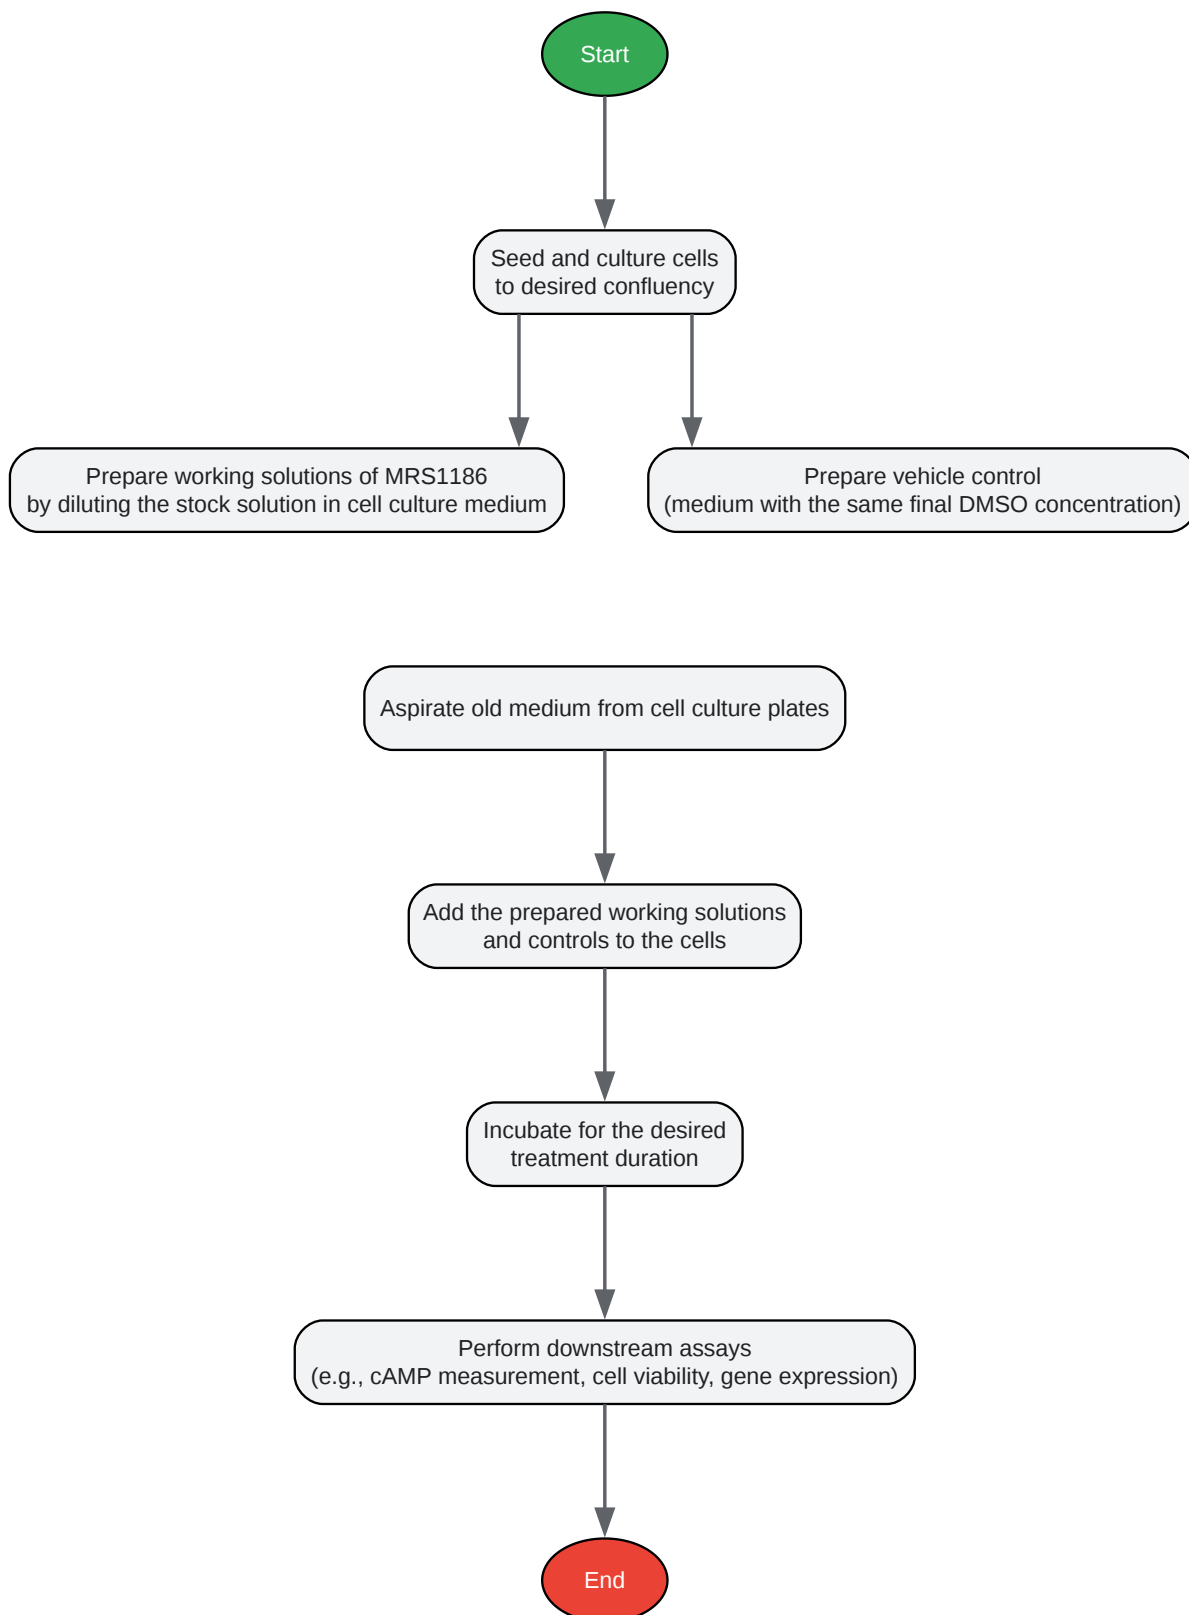 Start
Seed and culture cells
to desired confluency
Prepare working solutions of MRS1186
by diluting the stock solution in cell culture medium
Prepare vehicle control
(medium with the same final DMSO concentration)
Aspirate old medium from cell culture plates
Add the prepared working solutions
and controls to the cells
Incubate for the desired
treatment duration
Perform downstream assays
(e.g., cAMP measurement, cell viability, gene expression)
End